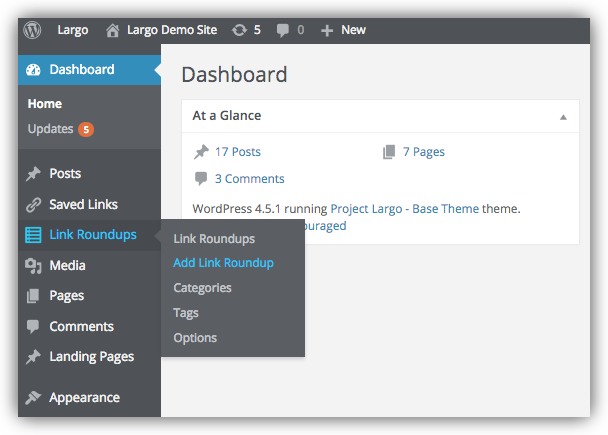 Largo Largo Demo Site 5 0 New
Dashboard
Home
Updates 5
Posts
Saved Links
Link Roundups
Media
Pages
Comments
Landing Pages
Appearance
Dashboard
At a Glance
17 Posts 7 Pages
3 Comments
WordPress 4.5.1 running Project Largo - Base Theme theme.
ouraged
Link Roundups
Add Link Roundup
Categories
Tags
Options